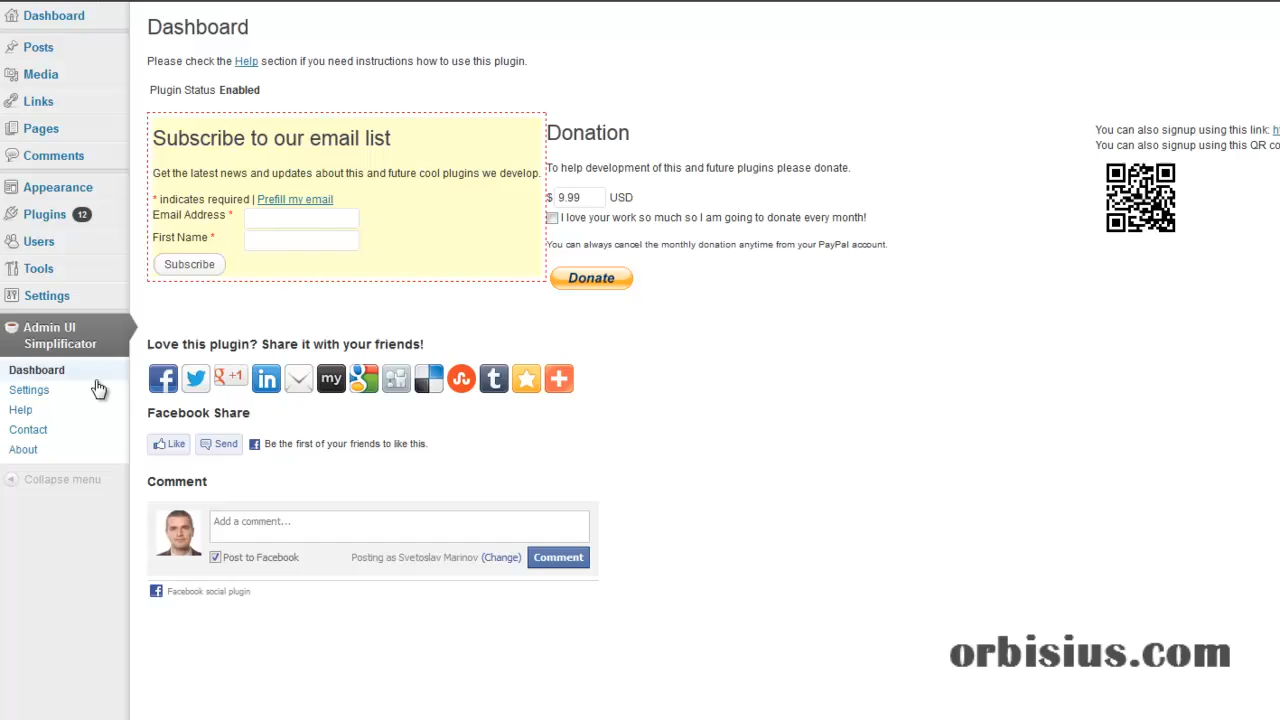 Dashboard
Posts
Media
Links
Pages
Comments
Appearance
Plugins 12
Users
Tools
Settings
Admin UI
Simplificator
Dashboard
Settings
Help
Contact
About
Collapse menu
Dashboard
Please check the Help section if you need instructions how to use this plugin.
Plugin Status Enabled
Subscribe to our email list
Get the latest news and updates about this and future cool plugins we develop.
* indicates required | Prefill my email
Email Address *
First Name *
Subscribe
Donation
To help development of this and future plugins please donate.
$ 9.99 USD
I love your work so much so I am going to donate every month!
You can always cancel the monthly donation anytime from your PayPal account.
Donate
You can also signup using this link:
You can also signup using this QR co
Love this plugin? Share it with your friends!
g +1 in my t
Facebook Share
Like Send Be the first of your friends to like this.
Comment
Add a comment...
Post to Facebook Posting as Svetoslav Marinov (Change) Comment
Facebook social plugin
orbisius.com